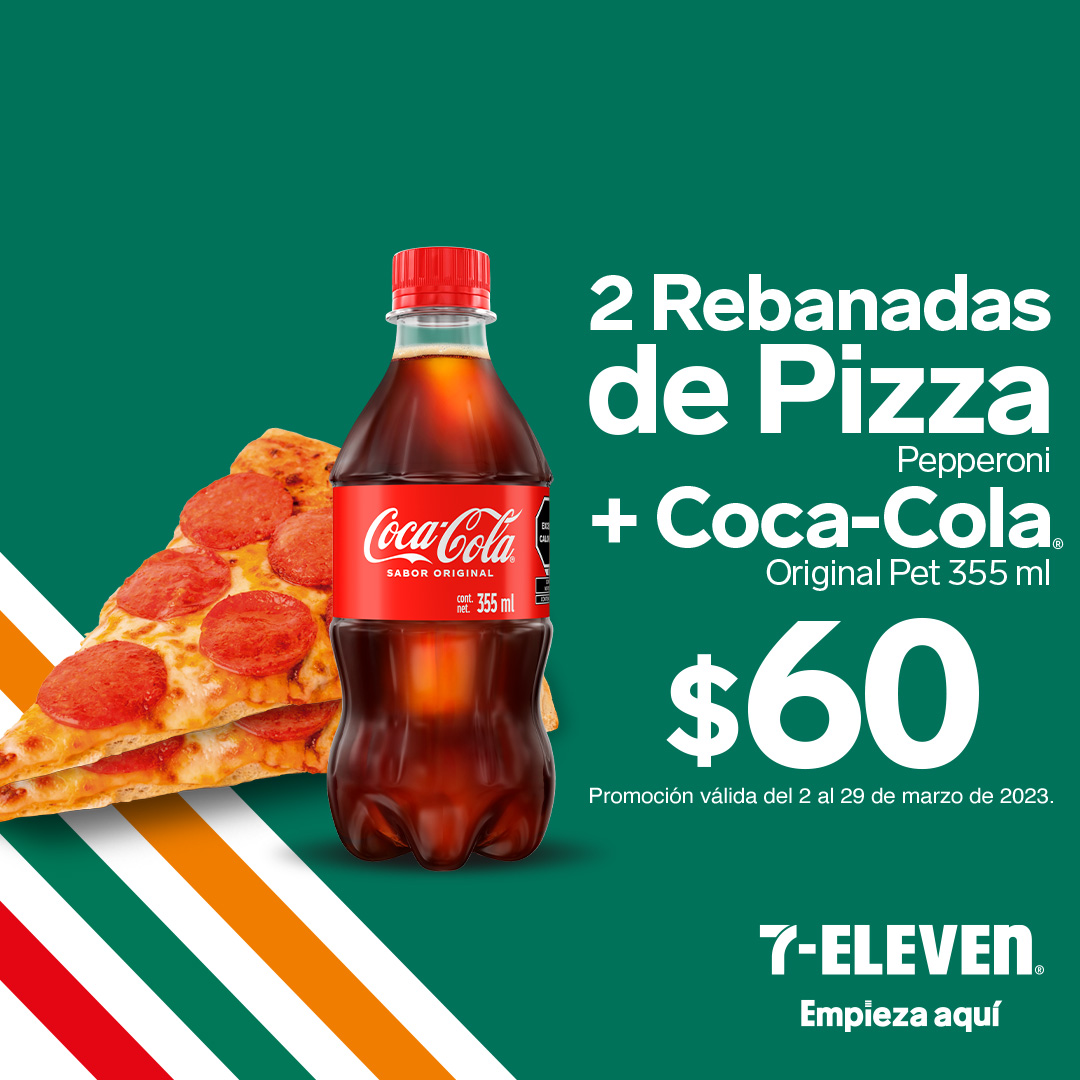 2 Rebanadas
de Pizza
Pepperoni
+ Coca-Cola®
Original Pet 355 ml
$60
Promoción válida del 2 al 29 de marzo de 2023.
Coca-Cola®
SABOR ORIGINAL
cont.
net. 355 ml
7-ELEVEN®
Empieza aquí